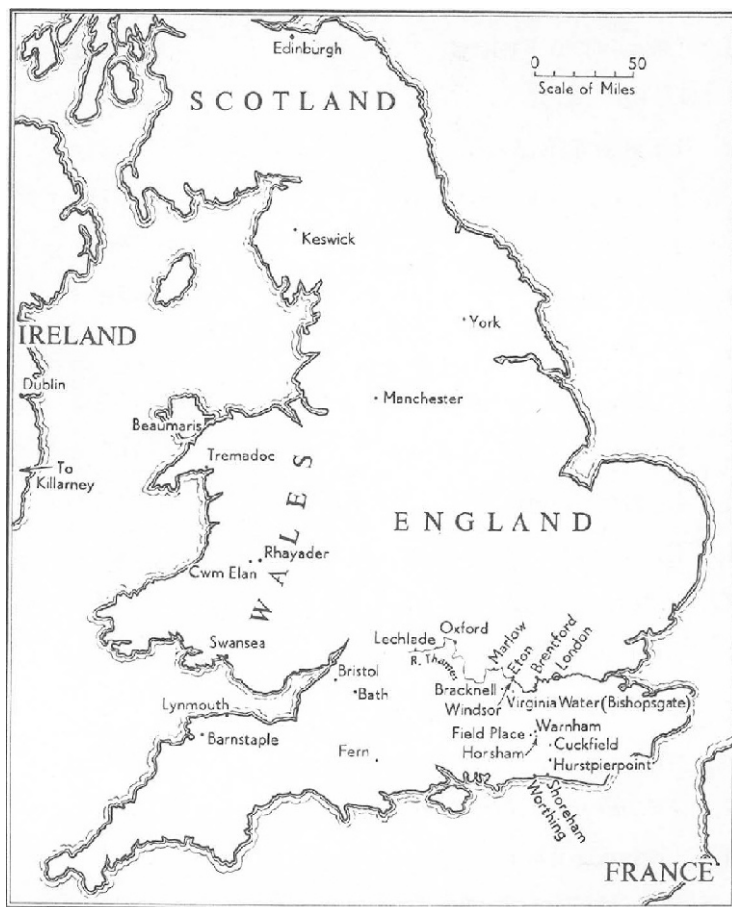 Edinburgh
0 50
Scale of Miles
SCOTLAND
Keswick
York
IRELAND
Dublin
Manchester
Beaumaris
To
Killarney
Tremadoc
WALES
ENGLAND
Rhayader
Cwm Elan
Swansea
Lechlade
Oxford
R. Thames
Marlow
Eton
Brentford
London
Bristol
Bath
Bracknell
Windsor
Virginia Water (Bishopsgate)
Lynmouth
Barnstaple
Field Place
Warnham
Horsham
Cuckfield
Fern
Hurstpierpoint
Shoreham
Worthing
FRANCE